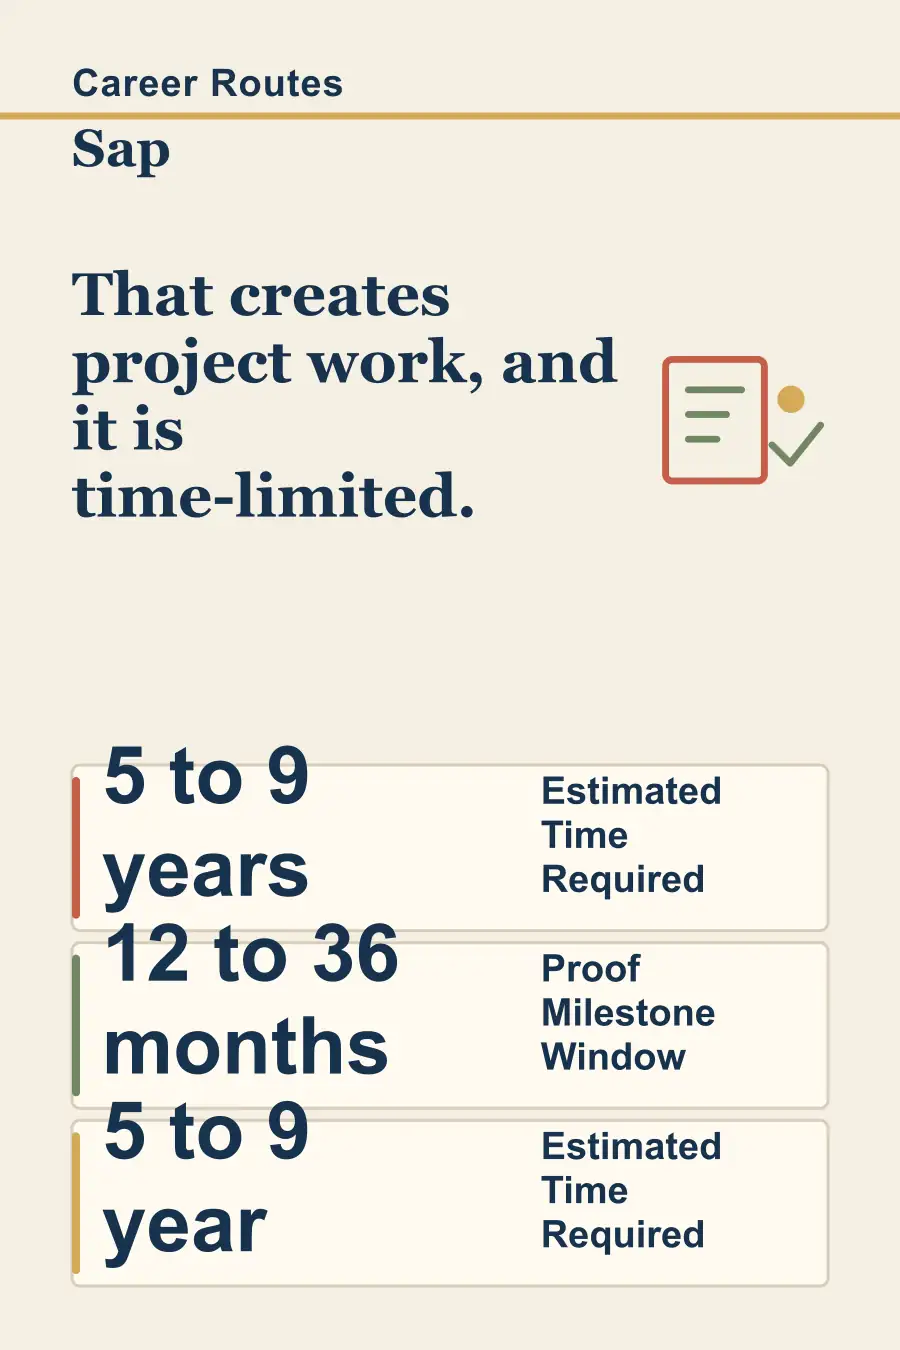 Career Routes
Sap
That creates
project work, and
it is
time-limited.
5 to 9
years
Estimated
Time
Required
12 to 36
months
Proof
Milestone
Window
5 to 9
year
Estimated
Time
Required